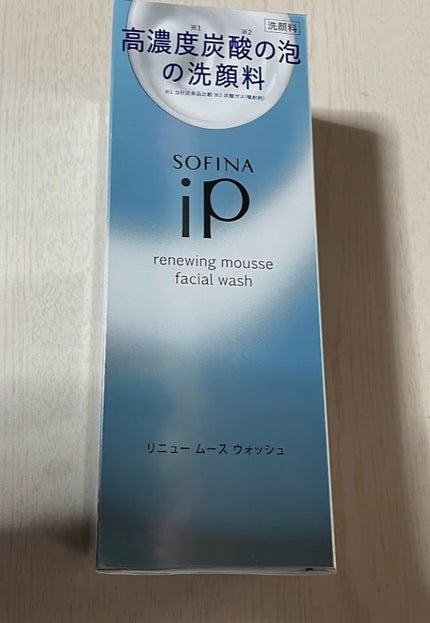 洗顔料
※1 ※2
高濃度炭酸の泡
の洗顔料
※1 当社従来品比較 ※2 炭酸ガス(噴射剤)
SOFINA
iP
renewing mousse
facial wash
リニュー ムース ウォッシュ